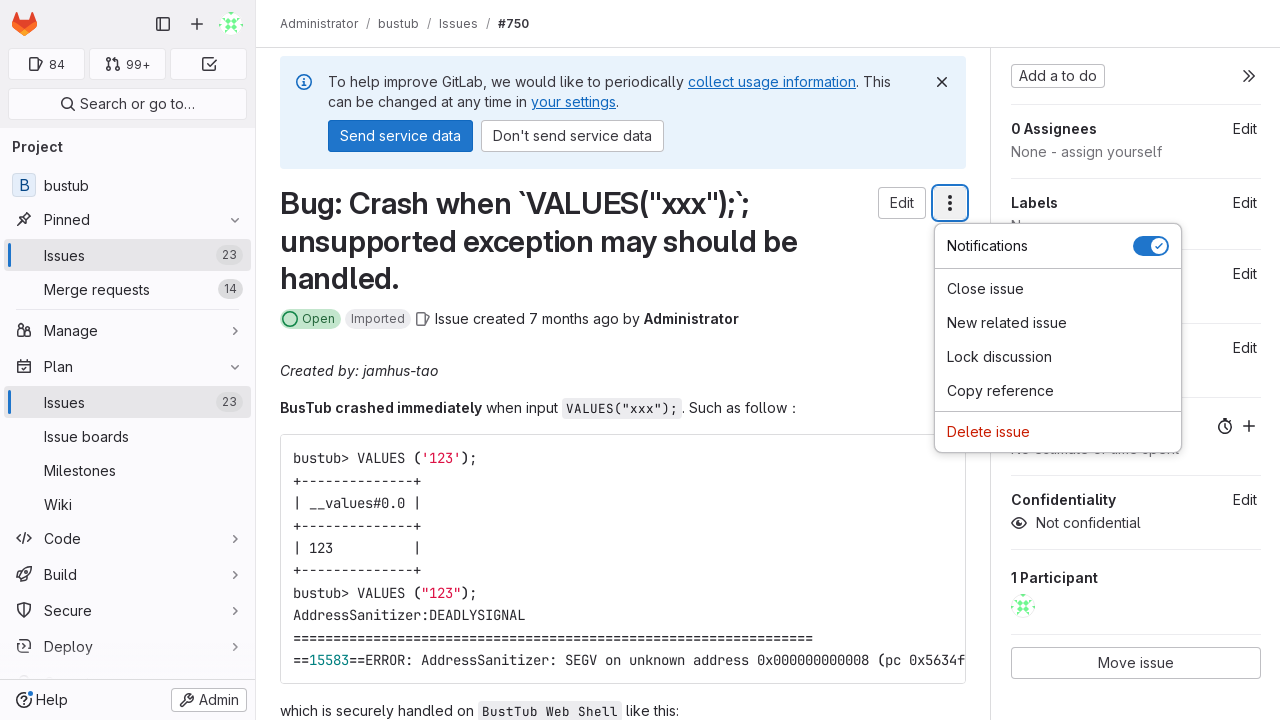 84
99+
Search or go to…
Project
B bustub
Pinned
Issues 23
Merge requests 14
Manage
Plan
Issues 23
Issue boards
Milestones
Wiki
Code
Build
Secure
Deploy
Help
Admin
Administrator / bustub / Issues / #750
To help improve GitLab, we would like to periodically collect usage information. This
can be changed at any time in your settings.
Send service data
Don't send service data
Bug: Crash when `VALUES("xxx");`;
unsupported exception may should be
handled.
Edit
Open Imported Issue created 7 months ago by Administrator
Created by: jamhus-tao
BusTub crashed immediately when input VALUES("xxx");. Such as follow：
bustub> VALUES ('123');
+--------------+
| __values#0.0 |
+--------------+
| 123          |
+--------------+
bustub> VALUES ("123");
AddressSanitizer:DEADLYSIGNAL
=================================================================
==15583==ERROR: AddressSanitizer: SEGV on unknown address 0x000000000008 (pc 0x5634f
which is securely handled on BustTub Web Shell like this:
Notifications
Close issue
New related issue
Lock discussion
Copy reference
Delete issue
Add a to do
0 Assignees Edit
None - assign yourself
Labels Edit
Edit
Edit
Confidentiality Edit
Not confidential
1 Participant
Move issue